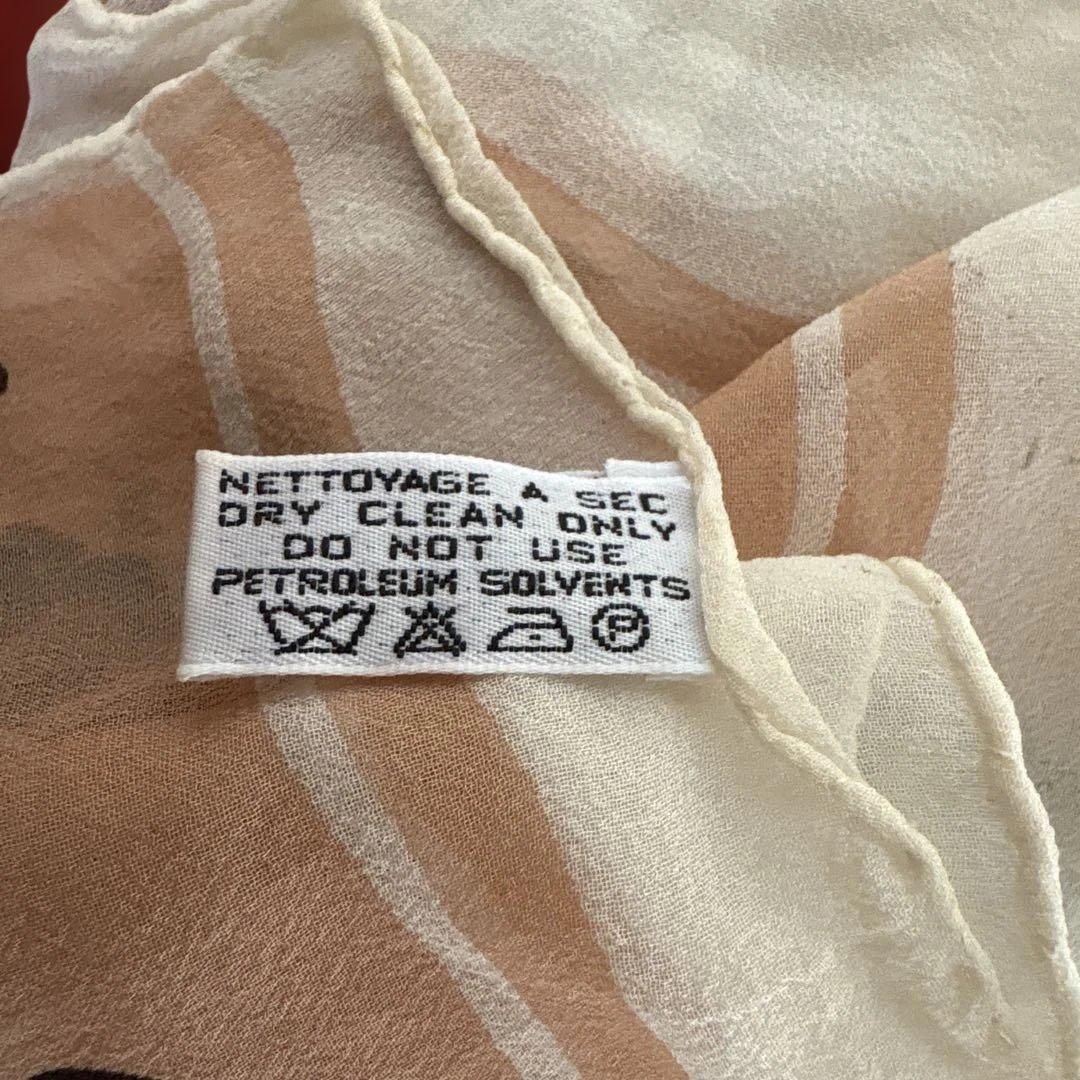 NETTOYAGE A SEC
DRY CLEAN ONLY
DO NOT USE
PETROLEUM SOLVENTS
P